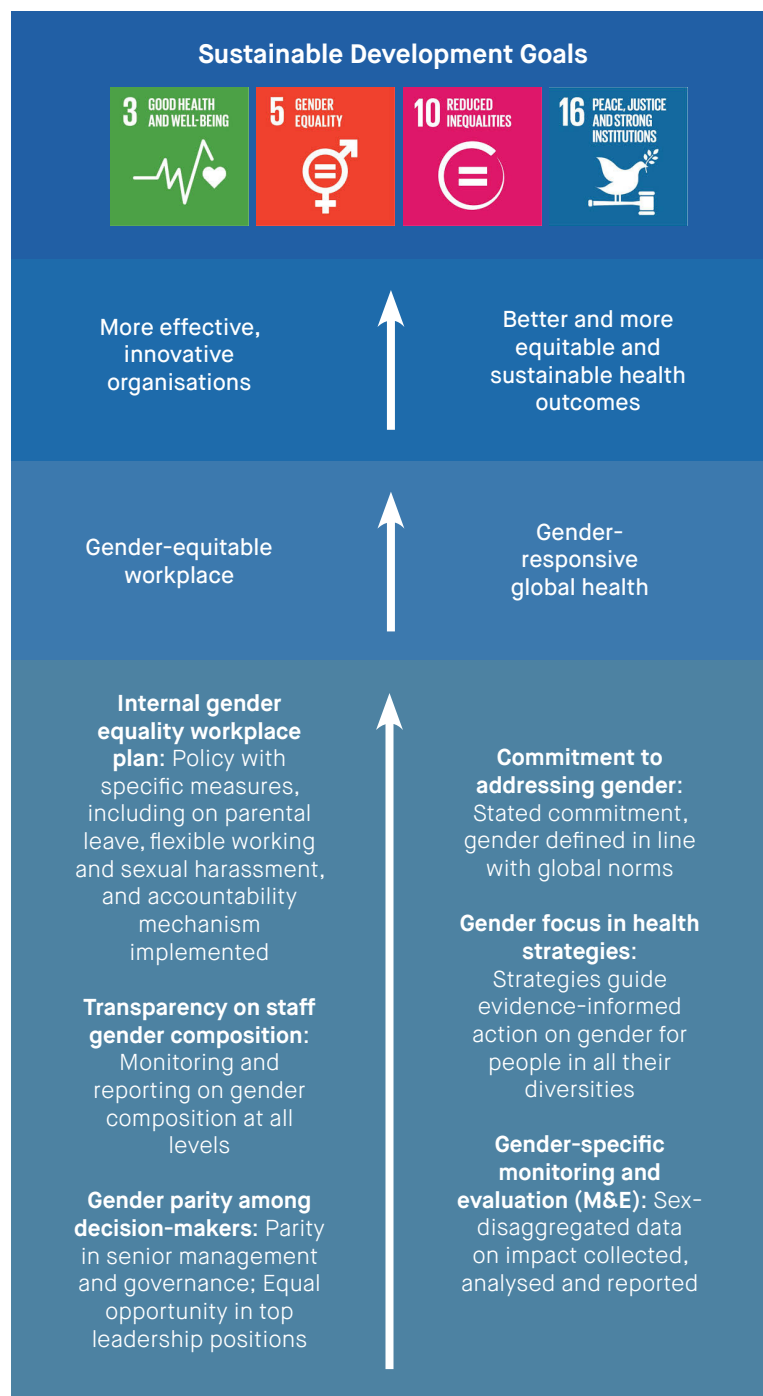 Sustainable Development Goals
3 GOOD HEALTH
AND WELL-BEING
5 GENDER
EQUALITY
10 REDUCED
INEQUALITIES
16 PEACE, JUSTICE
AND STRONG
INSTITUTIONS
More effective,
innovative
organisations
Better and more
equitable and
sustainable health
outcomes
Gender-equitable
workplace
Gender-
responsive
global health
Internal gender
equality workplace
plan: Policy with
specific measures,
including on parental
leave, flexible working
and sexual harassment,
and accountability
mechanism
implemented
Transparency on staff
gender composition:
Monitoring and
reporting on gender
composition at all
levels
Gender parity among
decision-makers: Parity
in senior management
and governance; Equal
opportunity in top
leadership positions
Commitment to
addressing gender:
Stated commitment,
gender defined in line
with global norms
Gender focus in health
strategies:
Strategies guide
evidence-informed
action on gender for
people in all their
diversities
Gender-specific
monitoring and
evaluation (M&E): Sex-
disaggregated data
on impact collected,
analysed and reported